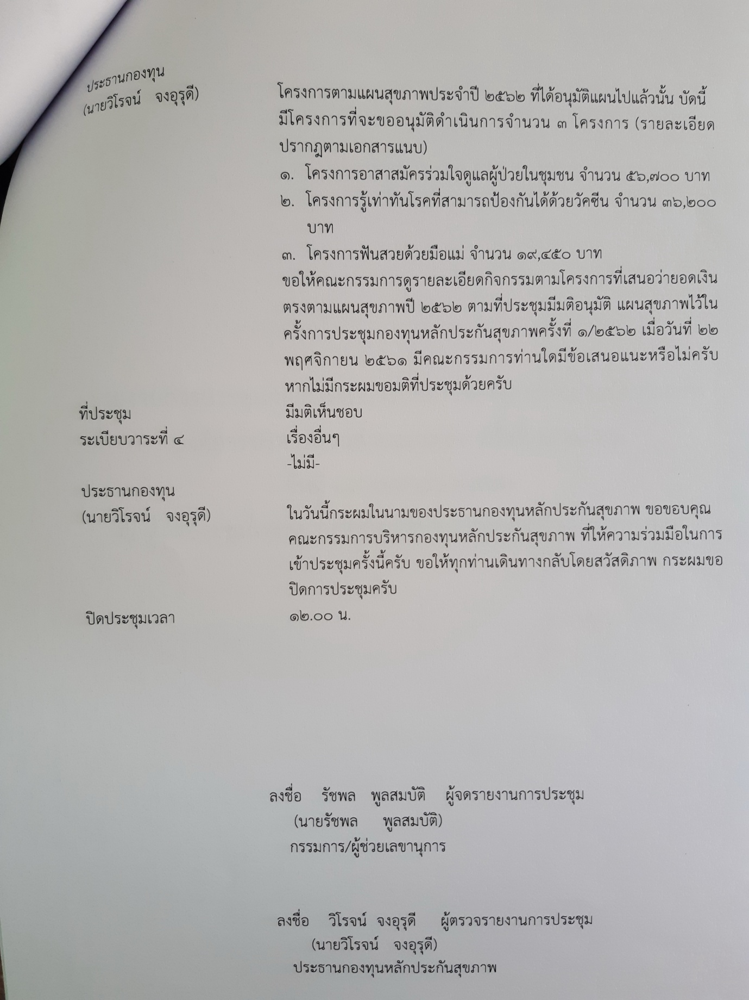 ประธานกองทุน
(นายวิโรจน์ จงอุรุดี)
โครงการตามแผนสุขภาพประจำปี ๒๕๖๒ ที่ได้อนุมัติแผนไปแล้วนั้น บัดนี้
มีโครงการที่จะขออนุมัติดำเนินการจำนวน ๓ โครงการ (รายละเอียด
ปรากฎตามเอกสารแนบ)
๑. โครงการอาสาสมัครร่วมใจดูแลผู้ป่วยในชุมชน จำนวน ๕๖,๗๐๐ บาท
๒. โครงการรู้เท่าทันโรคที่สามารถป้องกันได้ด้วยวัคซีน จำนวน ๓๖,๒๐๐
บาท
๓. โครงการฟันสวยด้วยมือแม่ จำนวน ๑๙,๔๕๐ บาท
ขอให้คณะกรรมการดูรายละเอียดกิจกรรมตามโครงการที่เสนอว่ายอดเงิน
ตรงตามแผนสุขภาพปี ๒๕๖๒ ตามที่ประชุมมีมติอนุมัติ แผนสุขภาพไว้ใน
ครั้งการประชุมกองทุนหลักประกันสุขภาพครั้งที่ ๑/๒๕๖๒ เมื่อวันที่ ๒๒
พฤศจิกายน ๒๕๖๑ มีคณะกรรมการท่านใดมีข้อเสนอแนะหรือไม่ครับ
หากไม่มีกระผมขอมติที่ประชุมด้วยครับ
ที่ประชุม มีมติเห็นชอบ
ระเบียบวาระที่ ๔ เรื่องอื่นๆ
-ไม่มี-
ประธานกองทุน
(นายวิโรจน์ จงอุรุดี) ในวันนี้กระผมในนามของประธานกองทุนหลักประกันสุขภาพ ขอขอบคุณ
คณะกรรมการบริหารกองทุนหลักประกันสุขภาพ ที่ให้ความร่วมมือในการ
เข้าประชุมครั้งนี้ครับ ขอให้ทุกท่านเดินทางกลับโดยสวัสดิภาพ กระผมขอ
ปิดการประชุมครับ
ปิดประชุมเวลา ๑๒.๐๐ น.
ลงชื่อ รัชพล พูลสมบัติ ผู้จดรายงานการประชุม
(นายรัชพล พูลสมบัติ)
กรรมการ/ผู้ช่วยเลขานุการ
ลงชื่อ วิโรจน์ จงอุรุดี ผู้ตรวจรายงานการประชุม
(นายวิโรจน์ จงอุรุดี)
ประธานกองทุนหลักประกันสุขภาพ